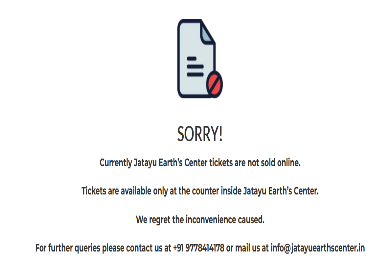 SORRY!
Currently Jatayu Earth's Center tickets are not sold online.
Tickets are available only at the counter inside Jatayu Earth's Center.
We regret the inconvenience caused.
For further queries please contact us at +91 9778414178 or mail us at info@jatayuearthscenter.in